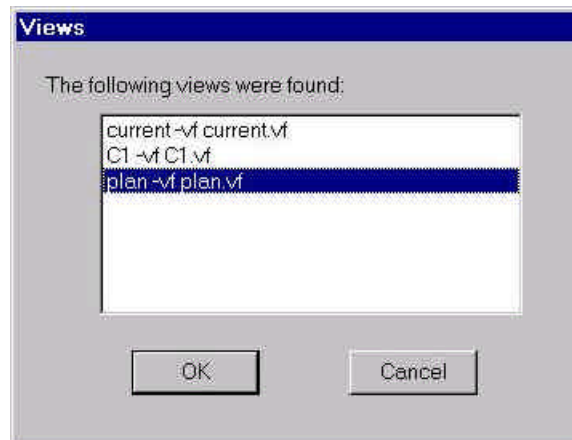 Views
The following views were found:
current -vf current.vf
C1 -vf C1.vf
plan -vf plan.vf
OK
Cancel